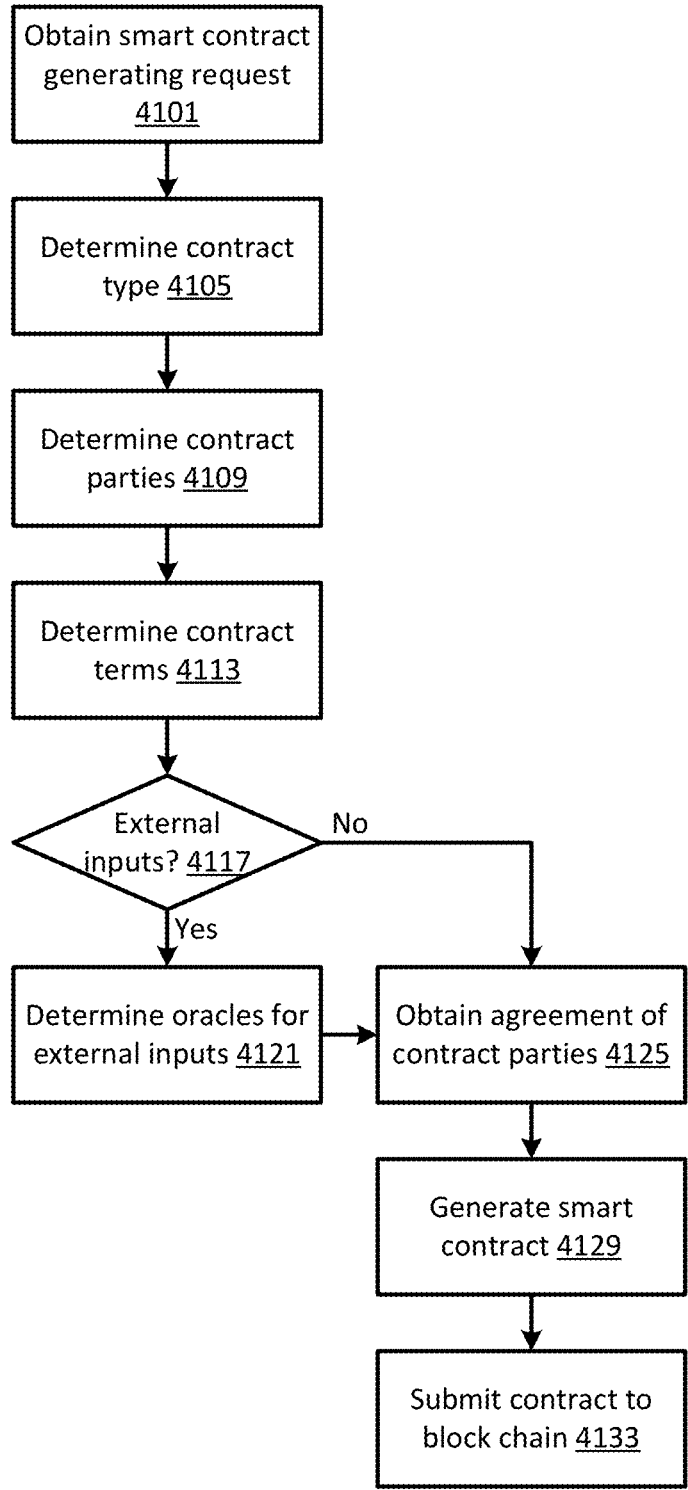 Obtain smart contract
generating request
4101
Determine contract
type 4105
Determine contract
parties 4109
Determine contract
terms 4113
External
inputs? 4117
No
Yes
Determine oracles for
external inputs 4121
Obtain agreement of
contract parties 4125
Generate smart
contract 4129
Submit contract to
block chain 4133